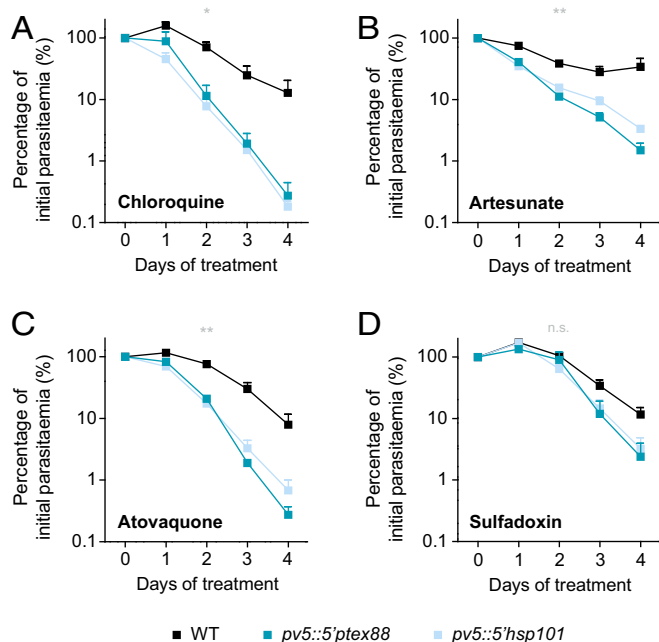 A
*
Percentage of
initial parasitaemia (%)
100
10
1
0.1
Chloroquine
0 1 2 3 4
Days of treatment
B
**
Percentage of
initial parasitaemia (%)
100
10
1
0.1
Artesunate
0 1 2 3 4
Days of treatment
C
**
Percentage of
initial parasitaemia (%)
100
10
1
0.1
Atovaquone
0 1 2 3 4
Days of treatment
D
n.s.
Percentage of
initial parasitaemia (%)
100
10
1
0.1
Sulfadoxin
0 1 2 3 4
Days of treatment
WT pv5::5'ptex88 pv5::5'hsp101